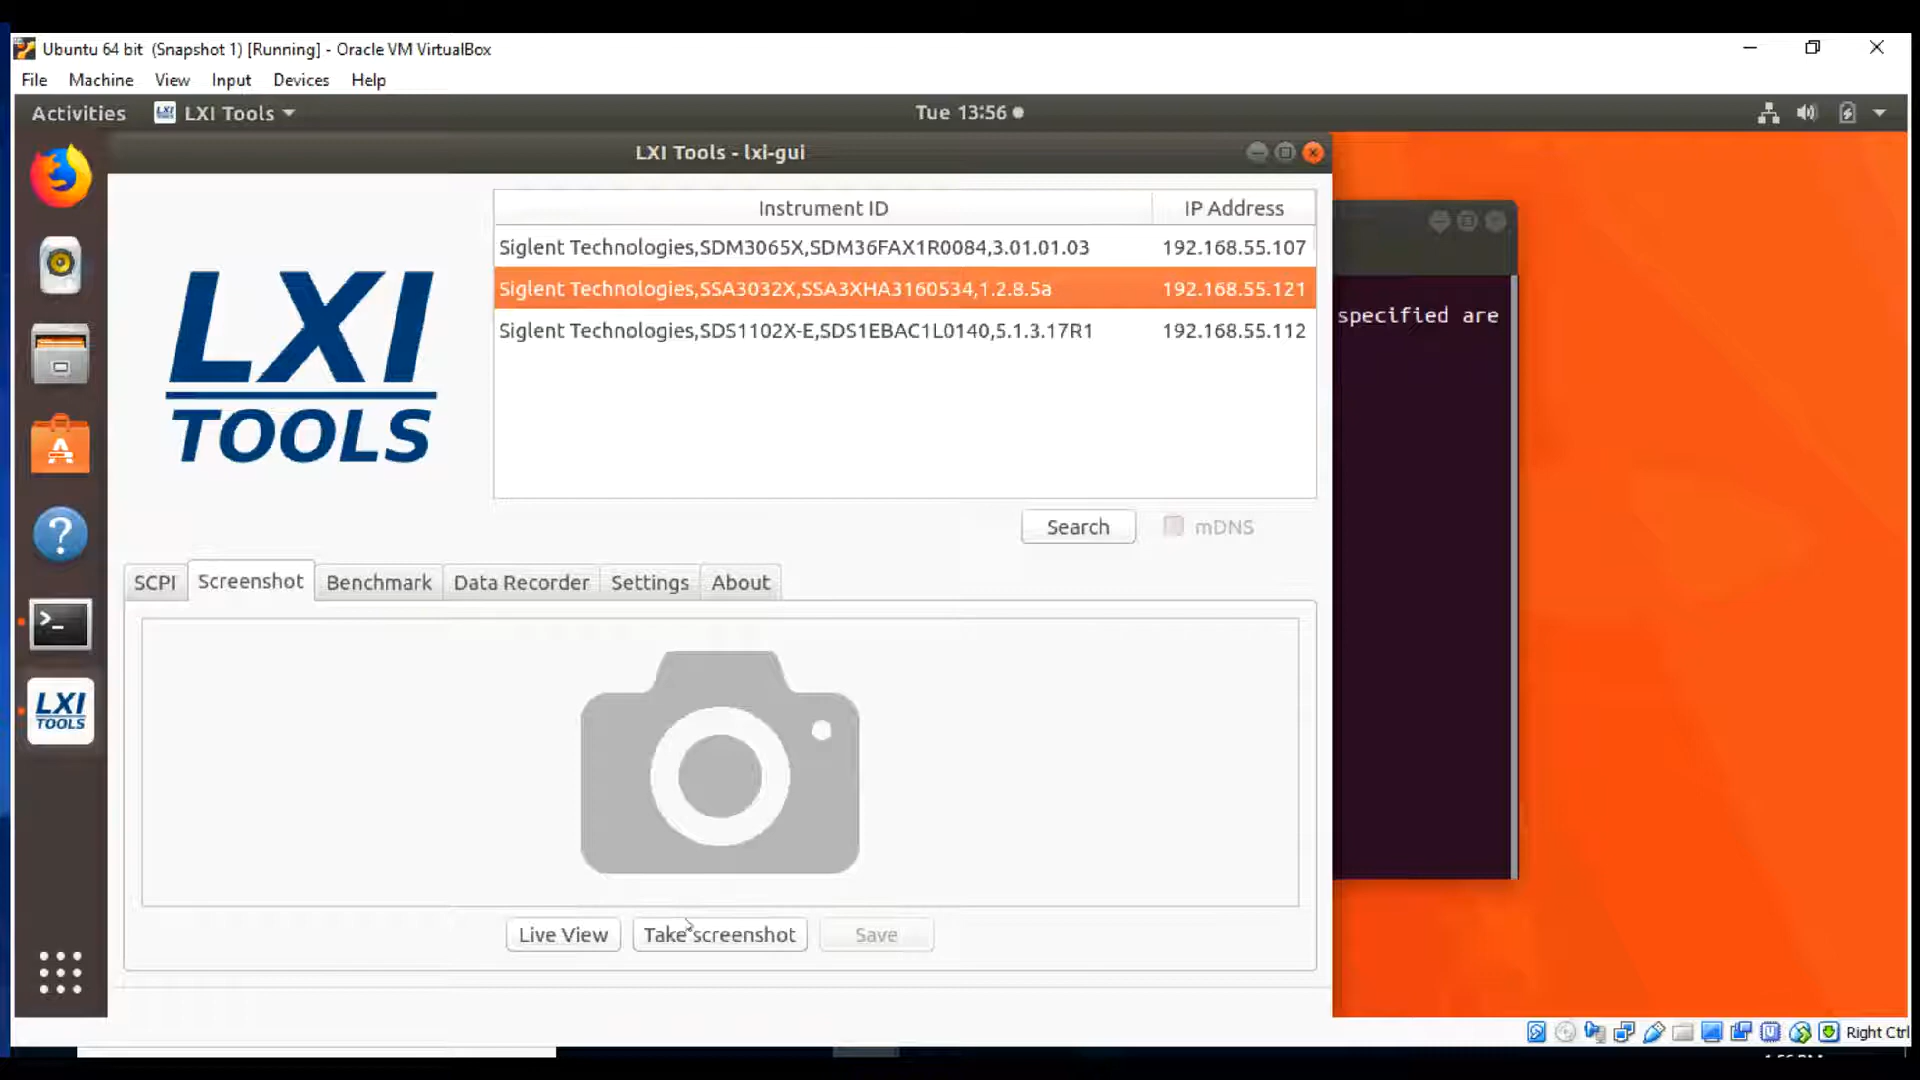 Ubuntu 64 bit (Snapshot 1) [Running] - Oracle VM VirtualBox
File Machine View Input Devices Help
Activities LXI TOOLS LXI Tools Tue 13:56
LXI Tools - lxi-gui
Instrument ID IP Address
Siglent Technologies,SDM3065X,SDM36FAX1R0084,3.01.01.03 192.168.55.107
Siglent Technologies,SSA3032X,SSA3XHA3160534,1.2.8.5a 192.168.55.121
specified are
Siglent Technologies,SDS1102X-E,SDS1EBAC1L0140,5.1.3.17R1 192.168.55.112
LXI
TOOLS
Search mDNS
SCPI Screenshot Benchmark Data Recorder Settings About
LXI
TOOLS
Live View Take screenshot Save
Right Ctrl